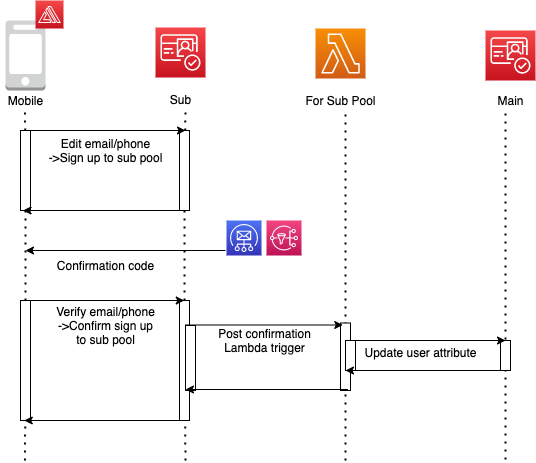 Mobile
Sub
For Sub Pool
Main
Edit email/phone
->Sign up to sub pool
Confirmation code
Verify email/phone
->Confirm sign up
to sub pool
Post confirmation
Lambda trigger
Update user attribute